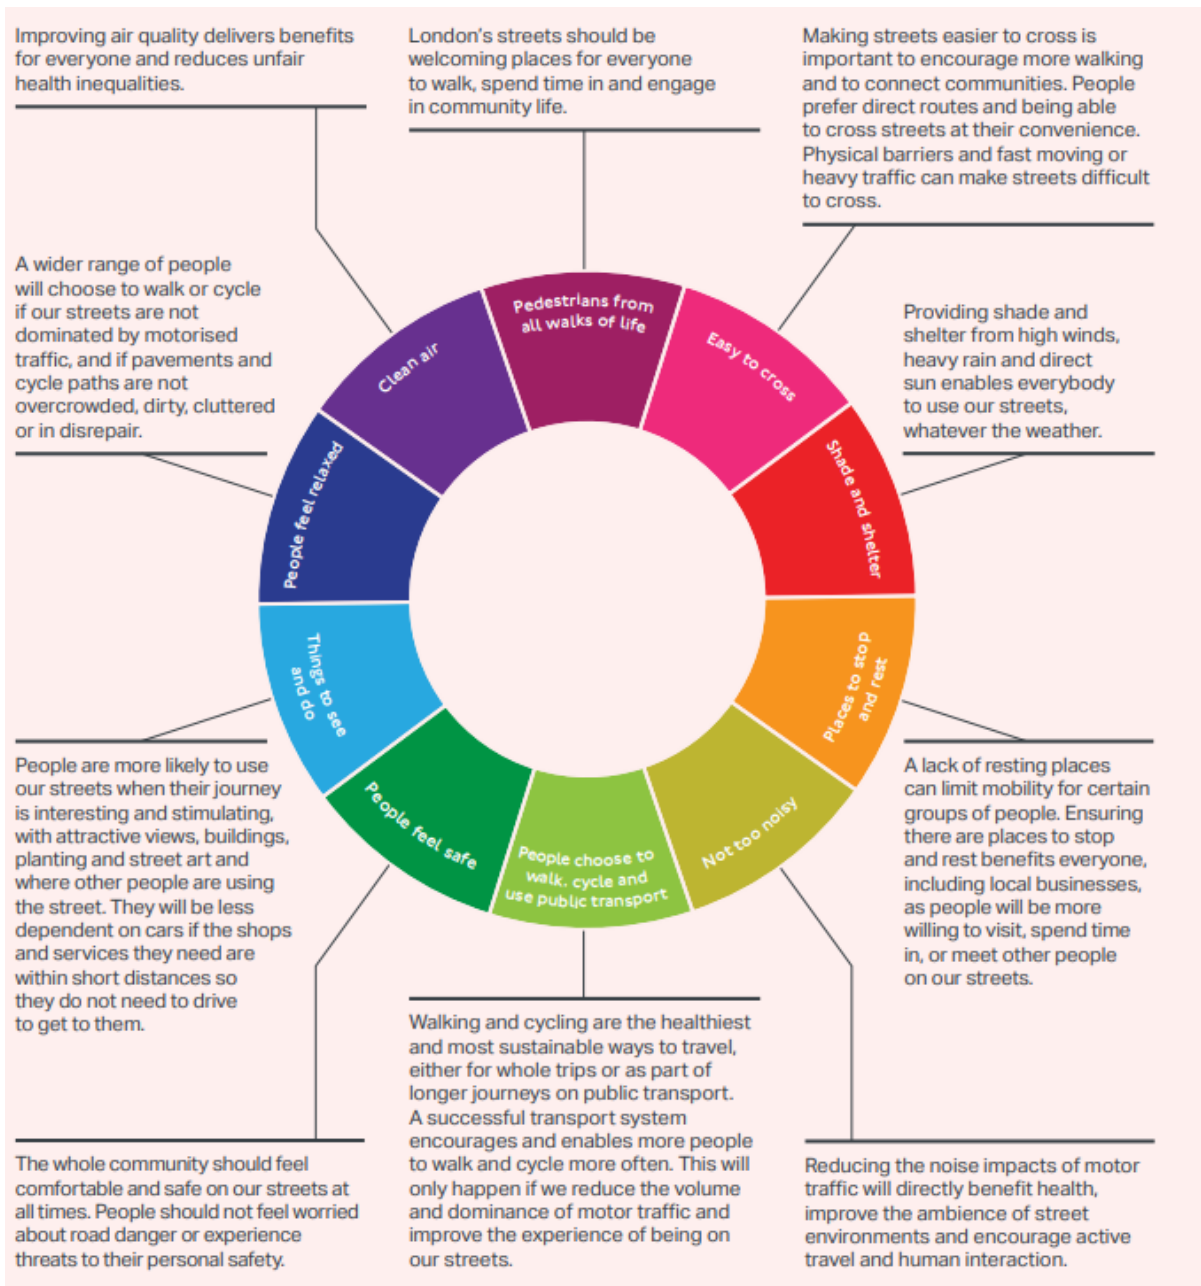 Improving air quality delivers benefits
for everyone and reduces unfair
health inequalities.
London's streets should be
welcoming places for everyone
to walk, spend time in and engage
in community life.
Making streets easier to cross is
important to encourage more walking
and to connect communities. People
prefer direct routes and being able
to cross streets at their convenience.
Physical barriers and fast moving or
heavy traffic can make streets difficult
to cross.
A wider range of people
will choose to walk or cycle
if our streets are not
dominated by motorised
traffic, and if pavements and
cycle paths are not
overcrowded, dirty, cluttered
or in disrepair.
Providing shade and
shelter from high winds,
heavy rain and direct
sun enables everybody
to use our streets,
whatever the weather.
Pedestrians from
all walks of life
Easy to cross
Shade and shelter
Places to stop
and rest
Not too noisy
People choose to
walk, cycle and
use public transport
People feel safe
Things to see
and do
People feel relaxed
Clean air
People are more likely to use
our streets when their journey
is interesting and stimulating,
with attractive views, buildings,
planting and street art and
where other people are using
the street. They will be less
dependent on cars if the shops
and services they need are
within short distances so
they do not need to drive
to get to them.
A lack of resting places
can limit mobility for certain
groups of people. Ensuring
there are places to stop
and rest benefits everyone,
including local businesses,
as people will be more
willing to visit, spend time
in, or meet other people
on our streets.
The whole community should feel
comfortable and safe on our streets at
all times. People should not feel worried
about road danger or experience
threats to their personal safety.
Walking and cycling are the healthiest
and most sustainable ways to travel,
either for whole trips or as part of
longer journeys on public transport.
A successful transport system
encourages and enables more people
to walk and cycle more often. This will
only happen if we reduce the volume
and dominance of motor traffic and
improve the experience of being on
our streets.
Reducing the noise impacts of motor
traffic will directly benefit health,
improve the ambience of street
environments and encourage active
travel and human interaction.